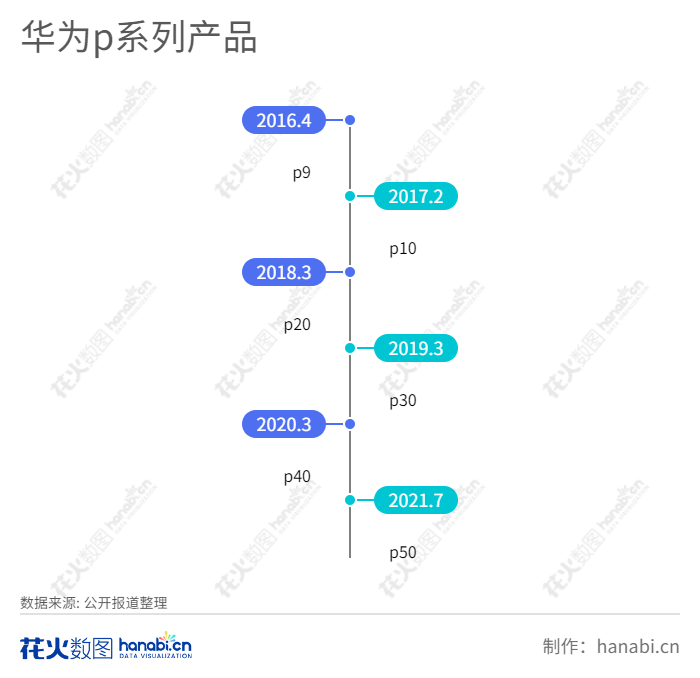 华为p系列产品
2016.4
p9
2017.2
p10
2018.3
p20
2019.3
p30
2020.3
p40
2021.7
p50
数据来源: 公开报道整理
花火数图 hanabi.cn
DATA VISUALIZATION
制作：hanabi.cn